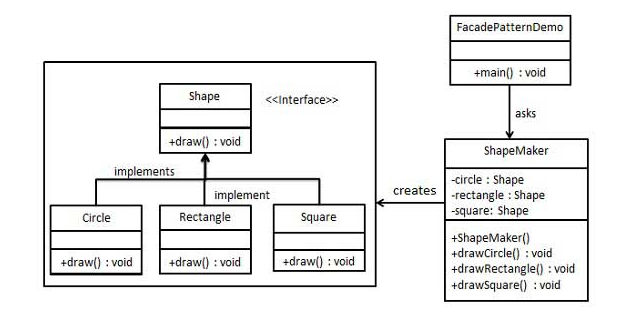 FacadePatternDemo
+main() : void
asks
Shape
<<Interface>>
+draw() : void
implements
implement
Circle
+draw() : void
Rectangle
+draw() : void
Square
+draw() : void
creates
ShapeMaker
-circle : Shape
-rectangle : Shape
-square: Shape
+ShapeMaker()
+drawCircle() : void
+drawRectangle() : void
+drawSquare() : void